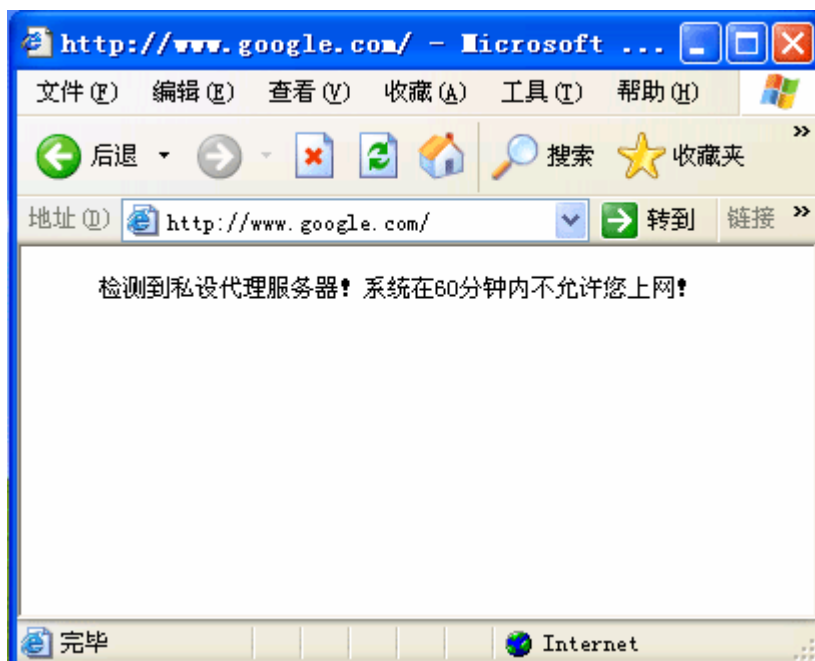 http://www.google.com/ - Microsoft ...
文件(F) 编辑(E) 查看(V) 收藏(A) 工具(T) 帮助(H)
后退 搜索 收藏夹 »
地址(D) http://www.google.com/ 转到 链接 »
检测到私设代理服务器!系统在60分钟内不允许您上网!
完毕 Internet